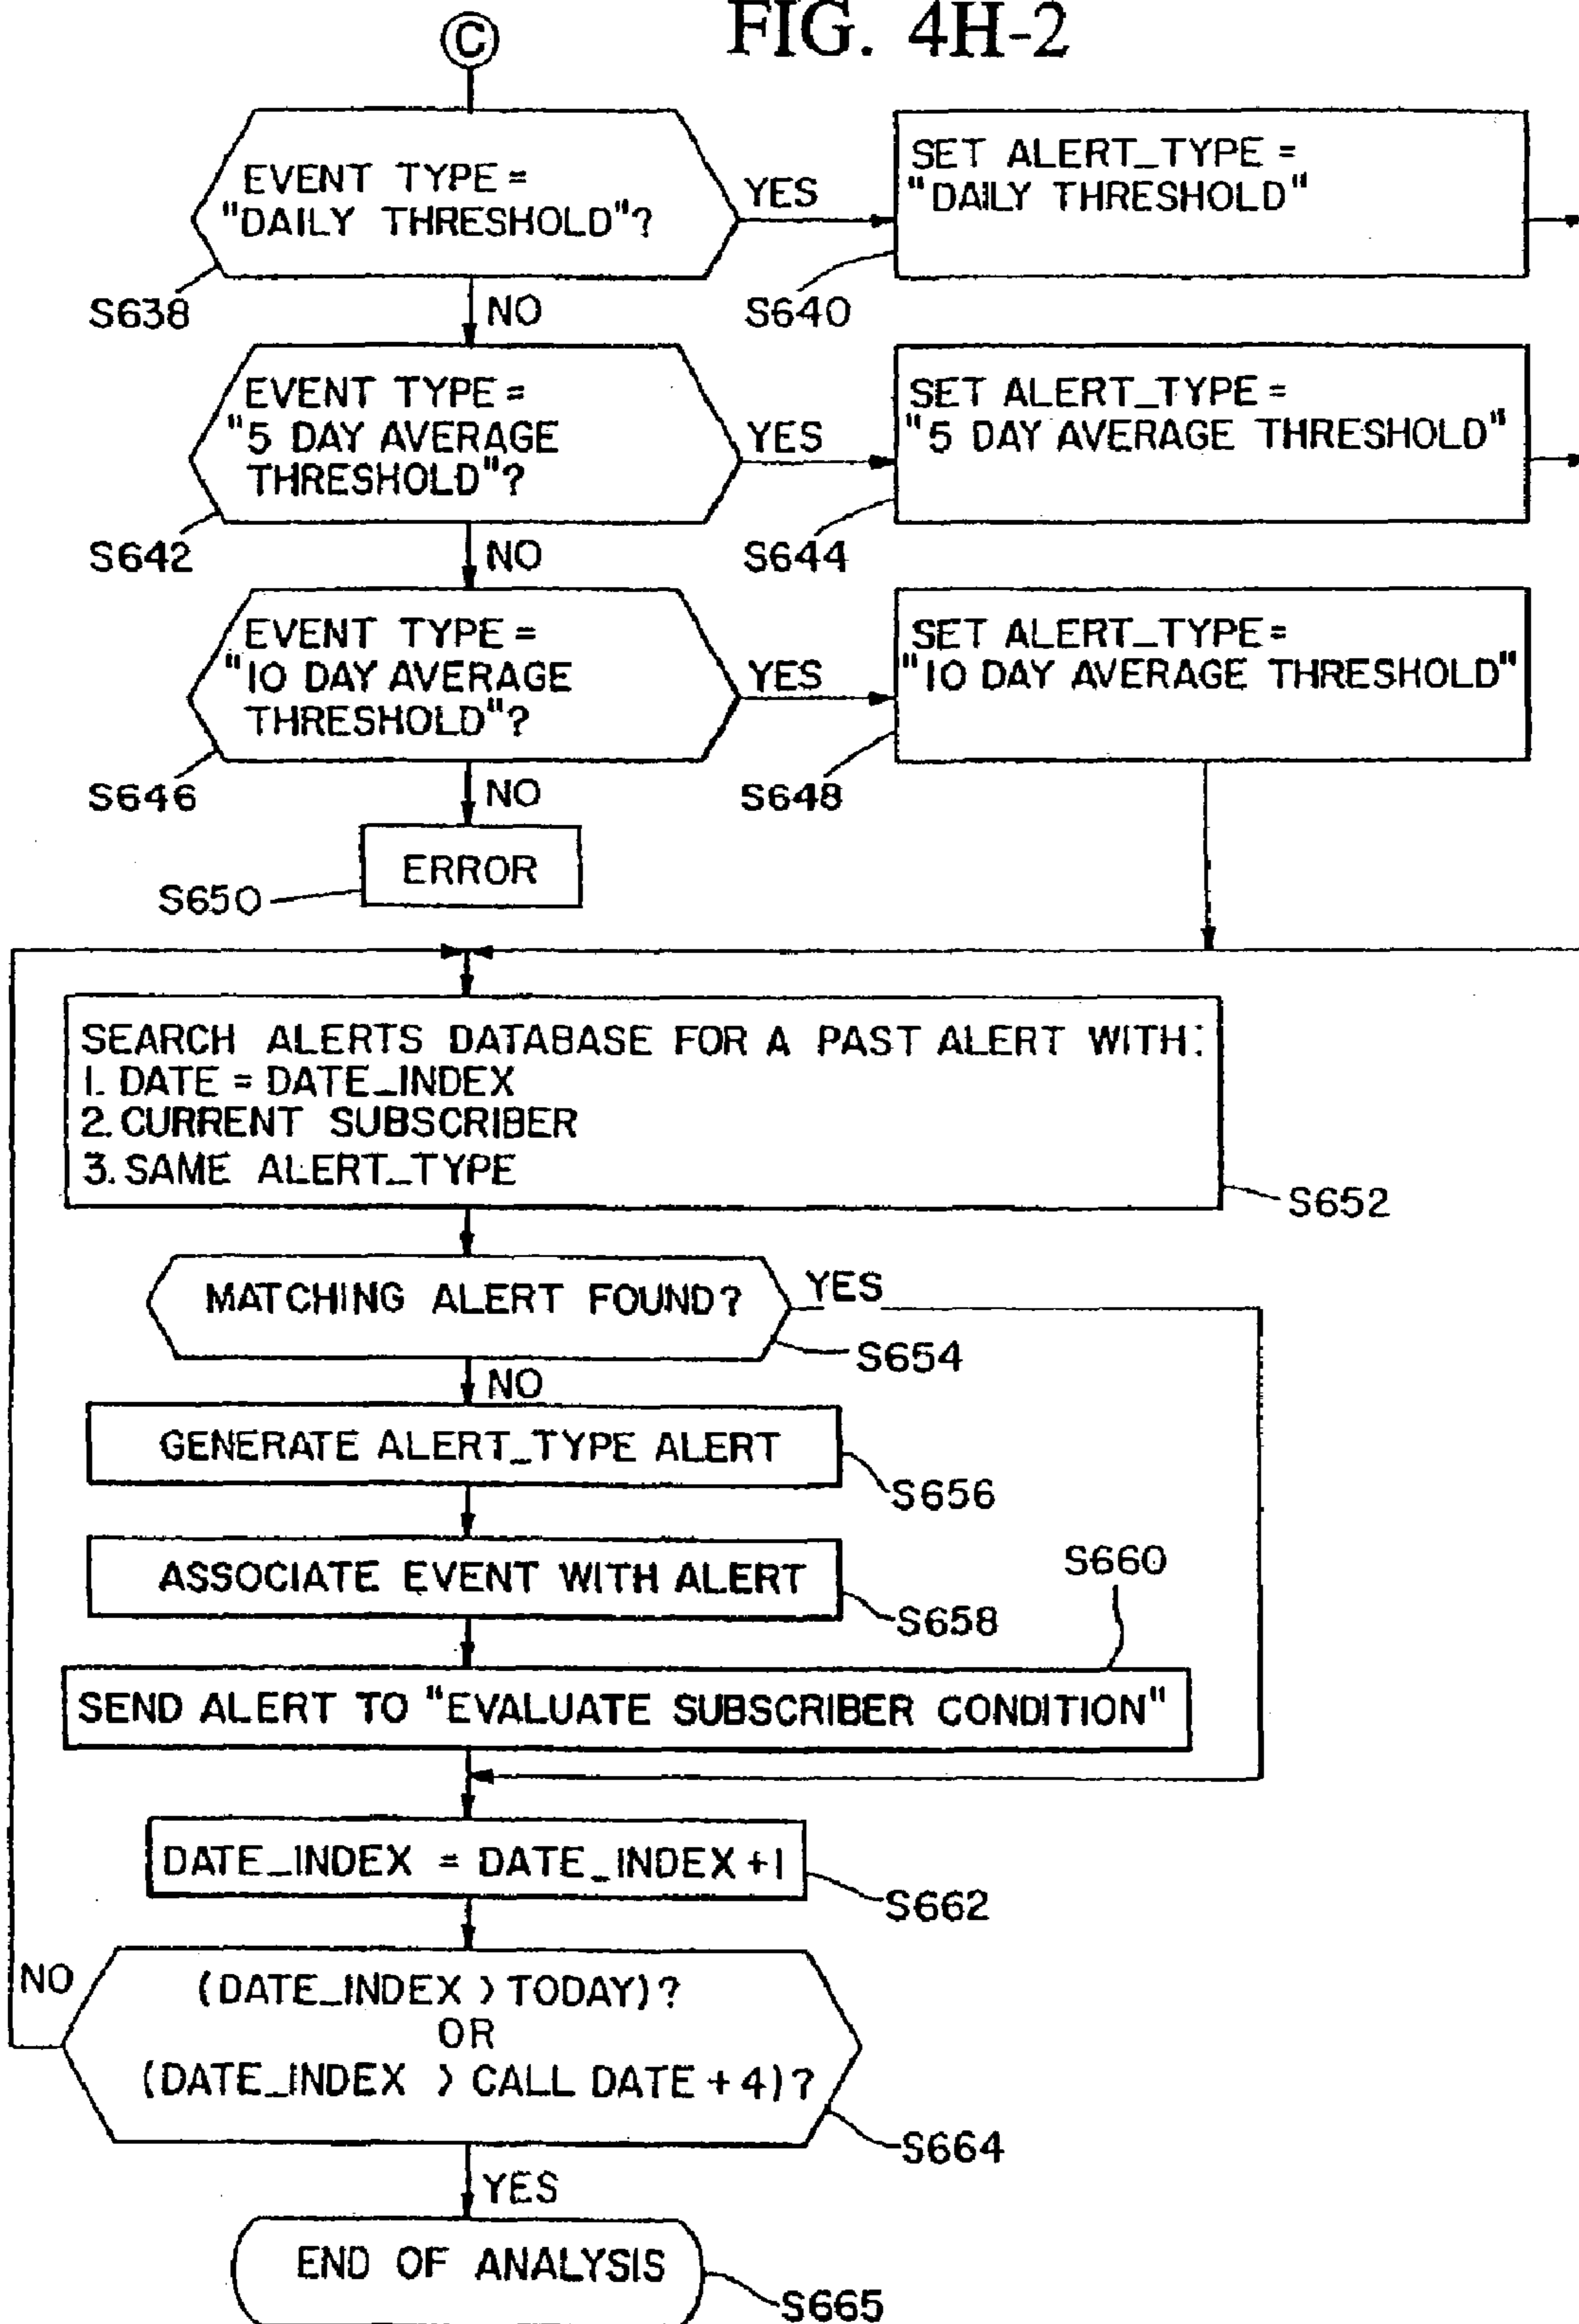 FIG. 4H-2
C
EVENT TYPE =
"DAILY THRESHOLD"?
YES
SET ALERT_TYPE =
"DAILY THRESHOLD"
S638
NO
S640
EVENT TYPE =
"5 DAY AVERAGE
THRESHOLD"?
YES
SET ALERT_TYPE =
"5 DAY AVERAGE THRESHOLD"
S642
NO
S644
EVENT TYPE =
"10 DAY AVERAGE
THRESHOLD"?
YES
SET ALERT_TYPE =
"10 DAY AVERAGE THRESHOLD"
S646
NO
S648
ERROR
S650
SEARCH ALERTS DATABASE FOR A PAST ALERT WITH:
1. DATE = DATE_INDEX
2. CURRENT SUBSCRIBER
3. SAME ALERT_TYPE
S652
MATCHING ALERT FOUND?
YES
S654
NO
GENERATE ALERT_TYPE ALERT
S656
ASSOCIATE EVENT WITH ALERT
S658
S660
SEND ALERT TO "EVALUATE SUBSCRIBER CONDITION"
DATE_INDEX = DATE_INDEX +1
S662
NO
(DATE_INDEX > TODAY)?
OR
(DATE_INDEX > CALL DATE + 4)?
S664
YES
END OF ANALYSIS
S665